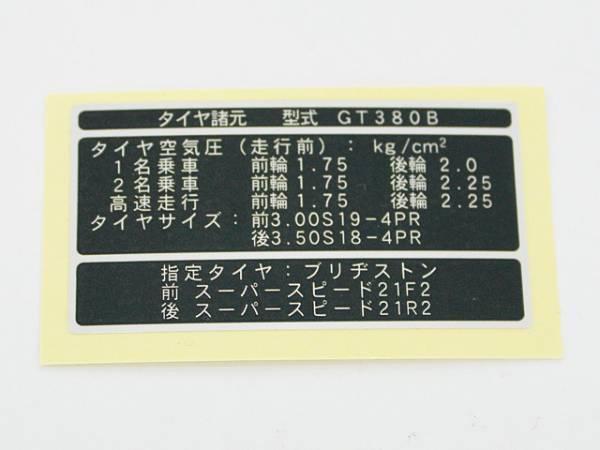 タイヤ諸元　型式　GT380B
タイヤ空気圧(走行前): kg/cm²
1名乗車　前輪1.75　後輪2.0
2名乗車　前輪1.75　後輪2.25
高速走行　前輪1.75　後輪2.25
タイヤサイズ: 前3.00S19-4PR
後3.50S18-4PR
指定タイヤ: ブリヂストン
前 スーパースピード21F2
後 スーパースピード21R2